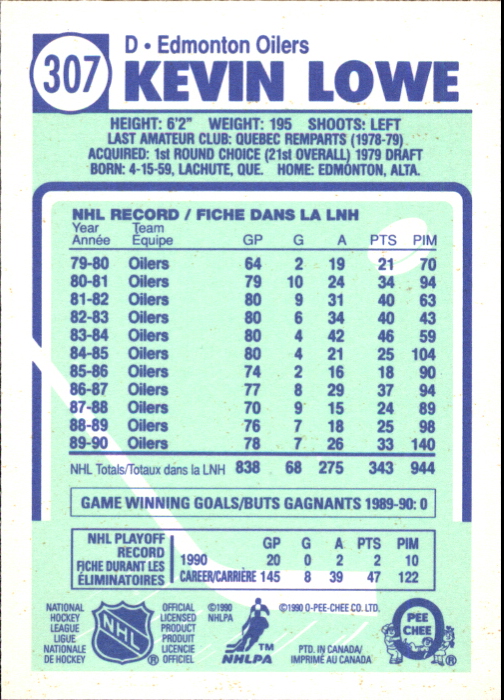 307
D • Edmonton Oilers
KEVIN LOWE
HEIGHT: 6'2" WEIGHT: 195 SHOOTS: LEFT
LAST AMATEUR CLUB: QUEBEC REMPARTS (1978-79)
ACQUIRED: 1st ROUND CHOICE (21st OVERALL) 1979 DRAFT
BORN: 4-15-59, LACHUTE, QUE. HOME: EDMONTON, ALTA.
NHL RECORD / FICHE DANS LA LNH
Year Team
Année Équipe GP G A PTS PIM
79-80 Oilers 64 2 19 21 70
80-81 Oilers 79 10 24 34 94
81-82 Oilers 80 9 31 40 63
82-83 Oilers 80 6 34 40 43
83-84 Oilers 80 4 42 46 59
84-85 Oilers 80 4 21 25 104
85-86 Oilers 74 2 16 18 90
86-87 Oilers 77 8 29 37 94
87-88 Oilers 70 9 15 24 89
88-89 Oilers 76 7 18 25 98
89-90 Oilers 78 7 26 33 140
NHL Totals/Totaux dans la LNH 838 68 275 343 944
GAME WINNING GOALS/BUTS GAGNANTS 1989-90: 0
NHL PLAYOFF
RECORD
FICHE DURANT LES
ÉLIMINATOIRES
GP G A PTS PIM
1990 20 0 2 2 10
CAREER/CARRIÈRE 145 8 39 47 122
NATIONAL
HOCKEY
LEAGUE
LIGUE
NATIONALE
DE HOCKEY
NHL
®
OFFICIAL
LICENSED
PRODUCT
PRODUIT
LICENCIÉ
OFFICIEL
©1990
NHLPA
TM
NHLPA
©1990 O-PEE-CHEE CO. LTD.
PTD. IN CANADA/
IMPRIMÉ AU CANADA
PEE
CHEE
®